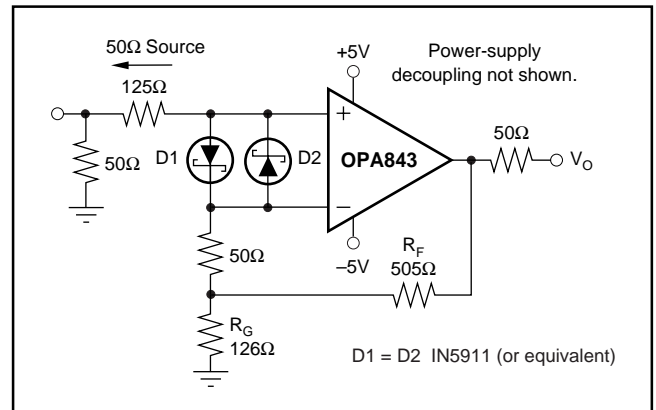 50Ω Source
+5V
Power-supply
decoupling not shown.
125Ω
50Ω
D1
D2
+
OPA843
−
50Ω
VO
–5V
50Ω
RF
505Ω
RG
126Ω
D1 = D2 IN5911 (or equivalent)